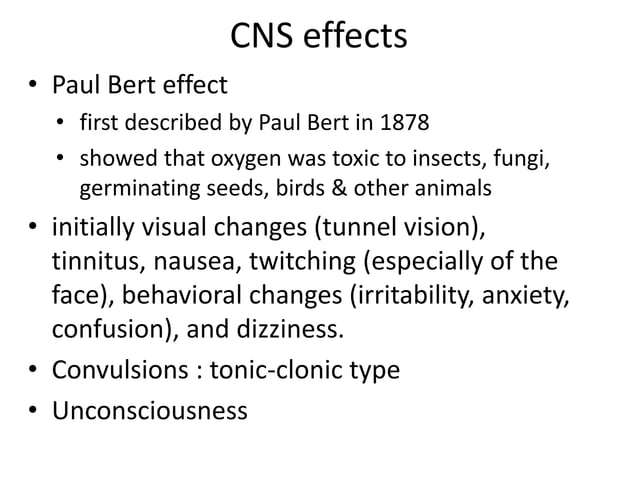 CNS effects
• Paul Bert effect
• first described by Paul Bert in 1878
• showed that oxygen was toxic to insects, fungi,
germinating seeds, birds & other animals
• initially visual changes (tunnel vision),
tinnitus, nausea, twitching (especially of the
face), behavioral changes (irritability, anxiety,
confusion), and dizziness.
• Convulsions : tonic-clonic type
• Unconsciousness